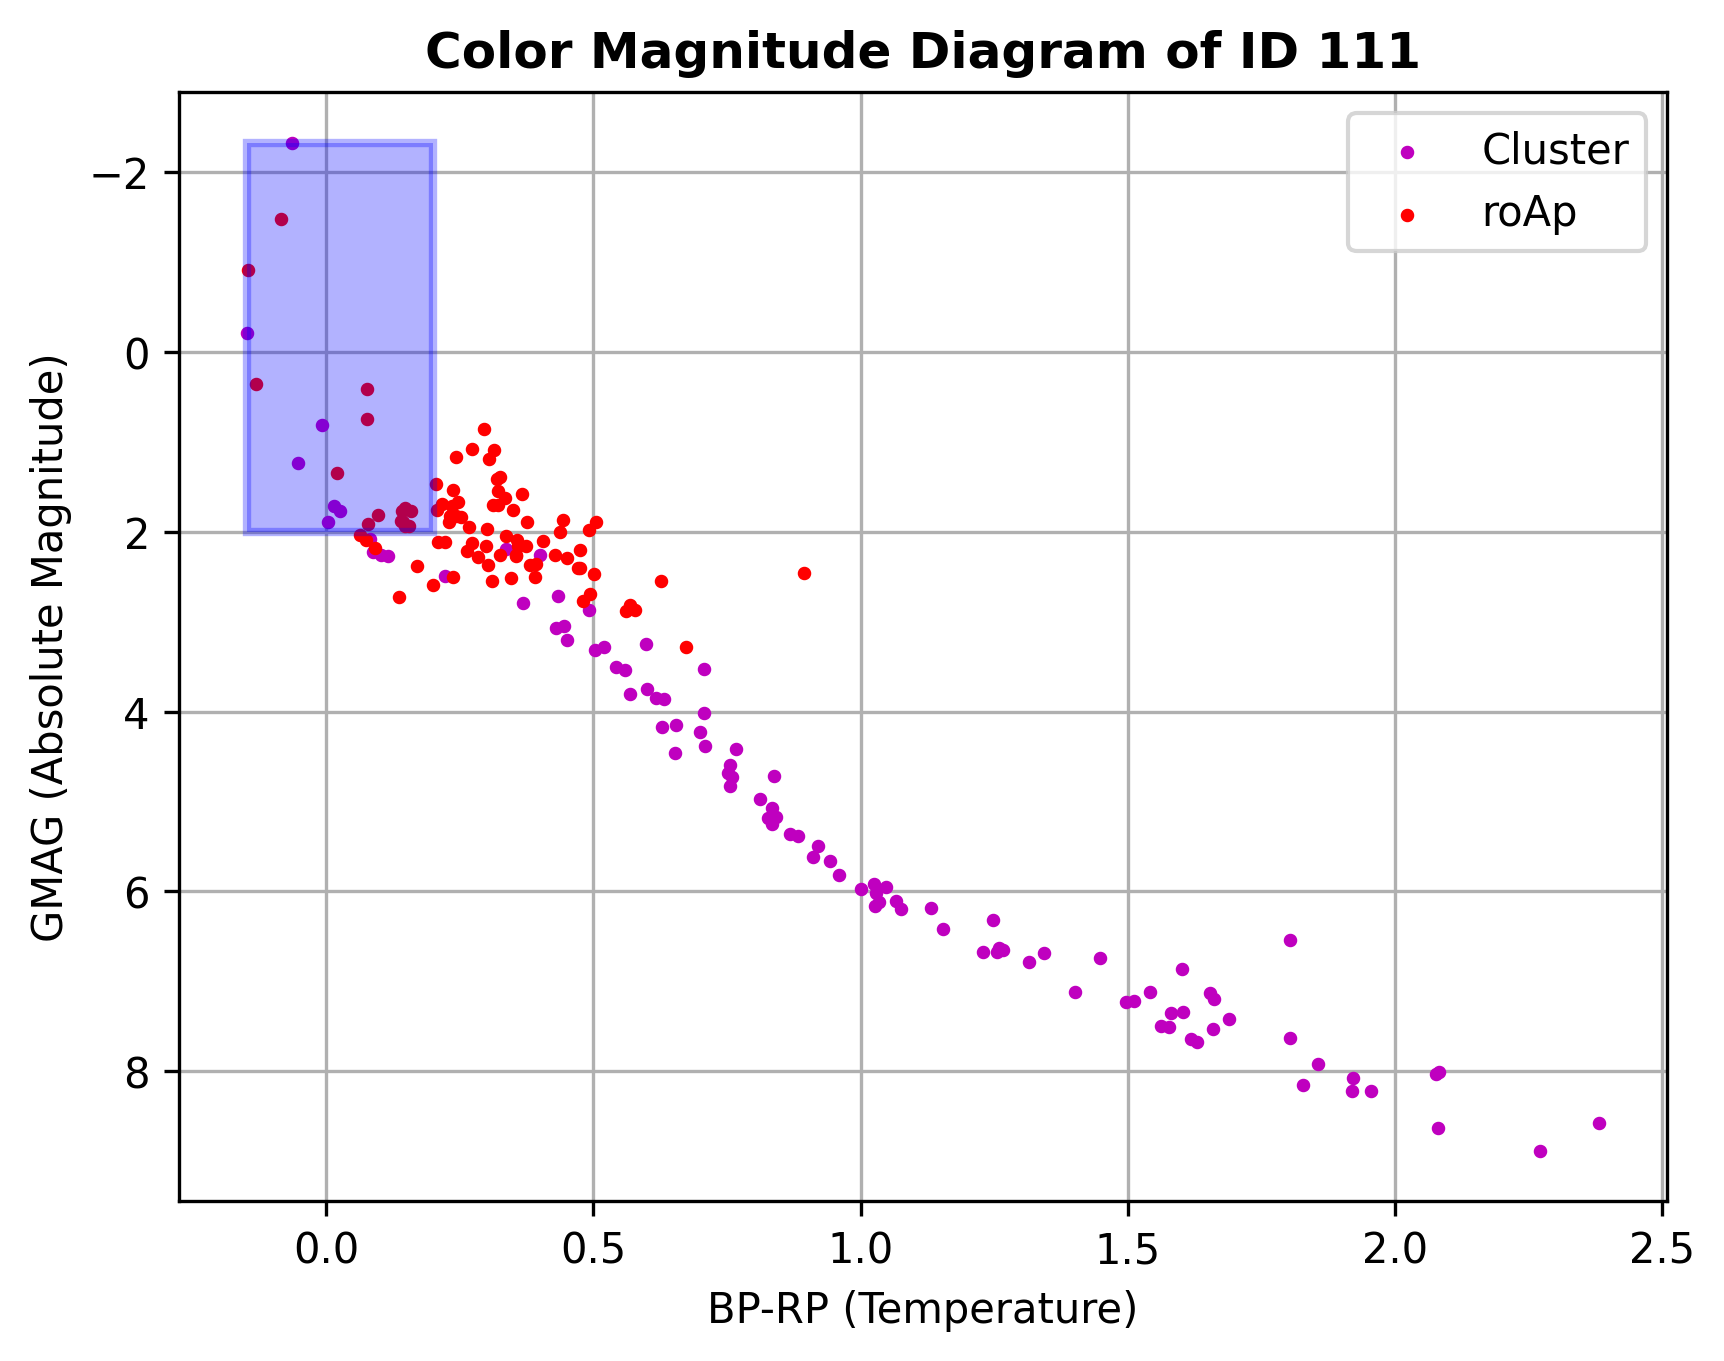 Color Magnitude Diagram of ID 111
Cluster
roAp
GMAG (Absolute Magnitude)
−2
0
2
4
6
8
0.0 0.5 1.0 1.5 2.0 2.5
BP-RP (Temperature)